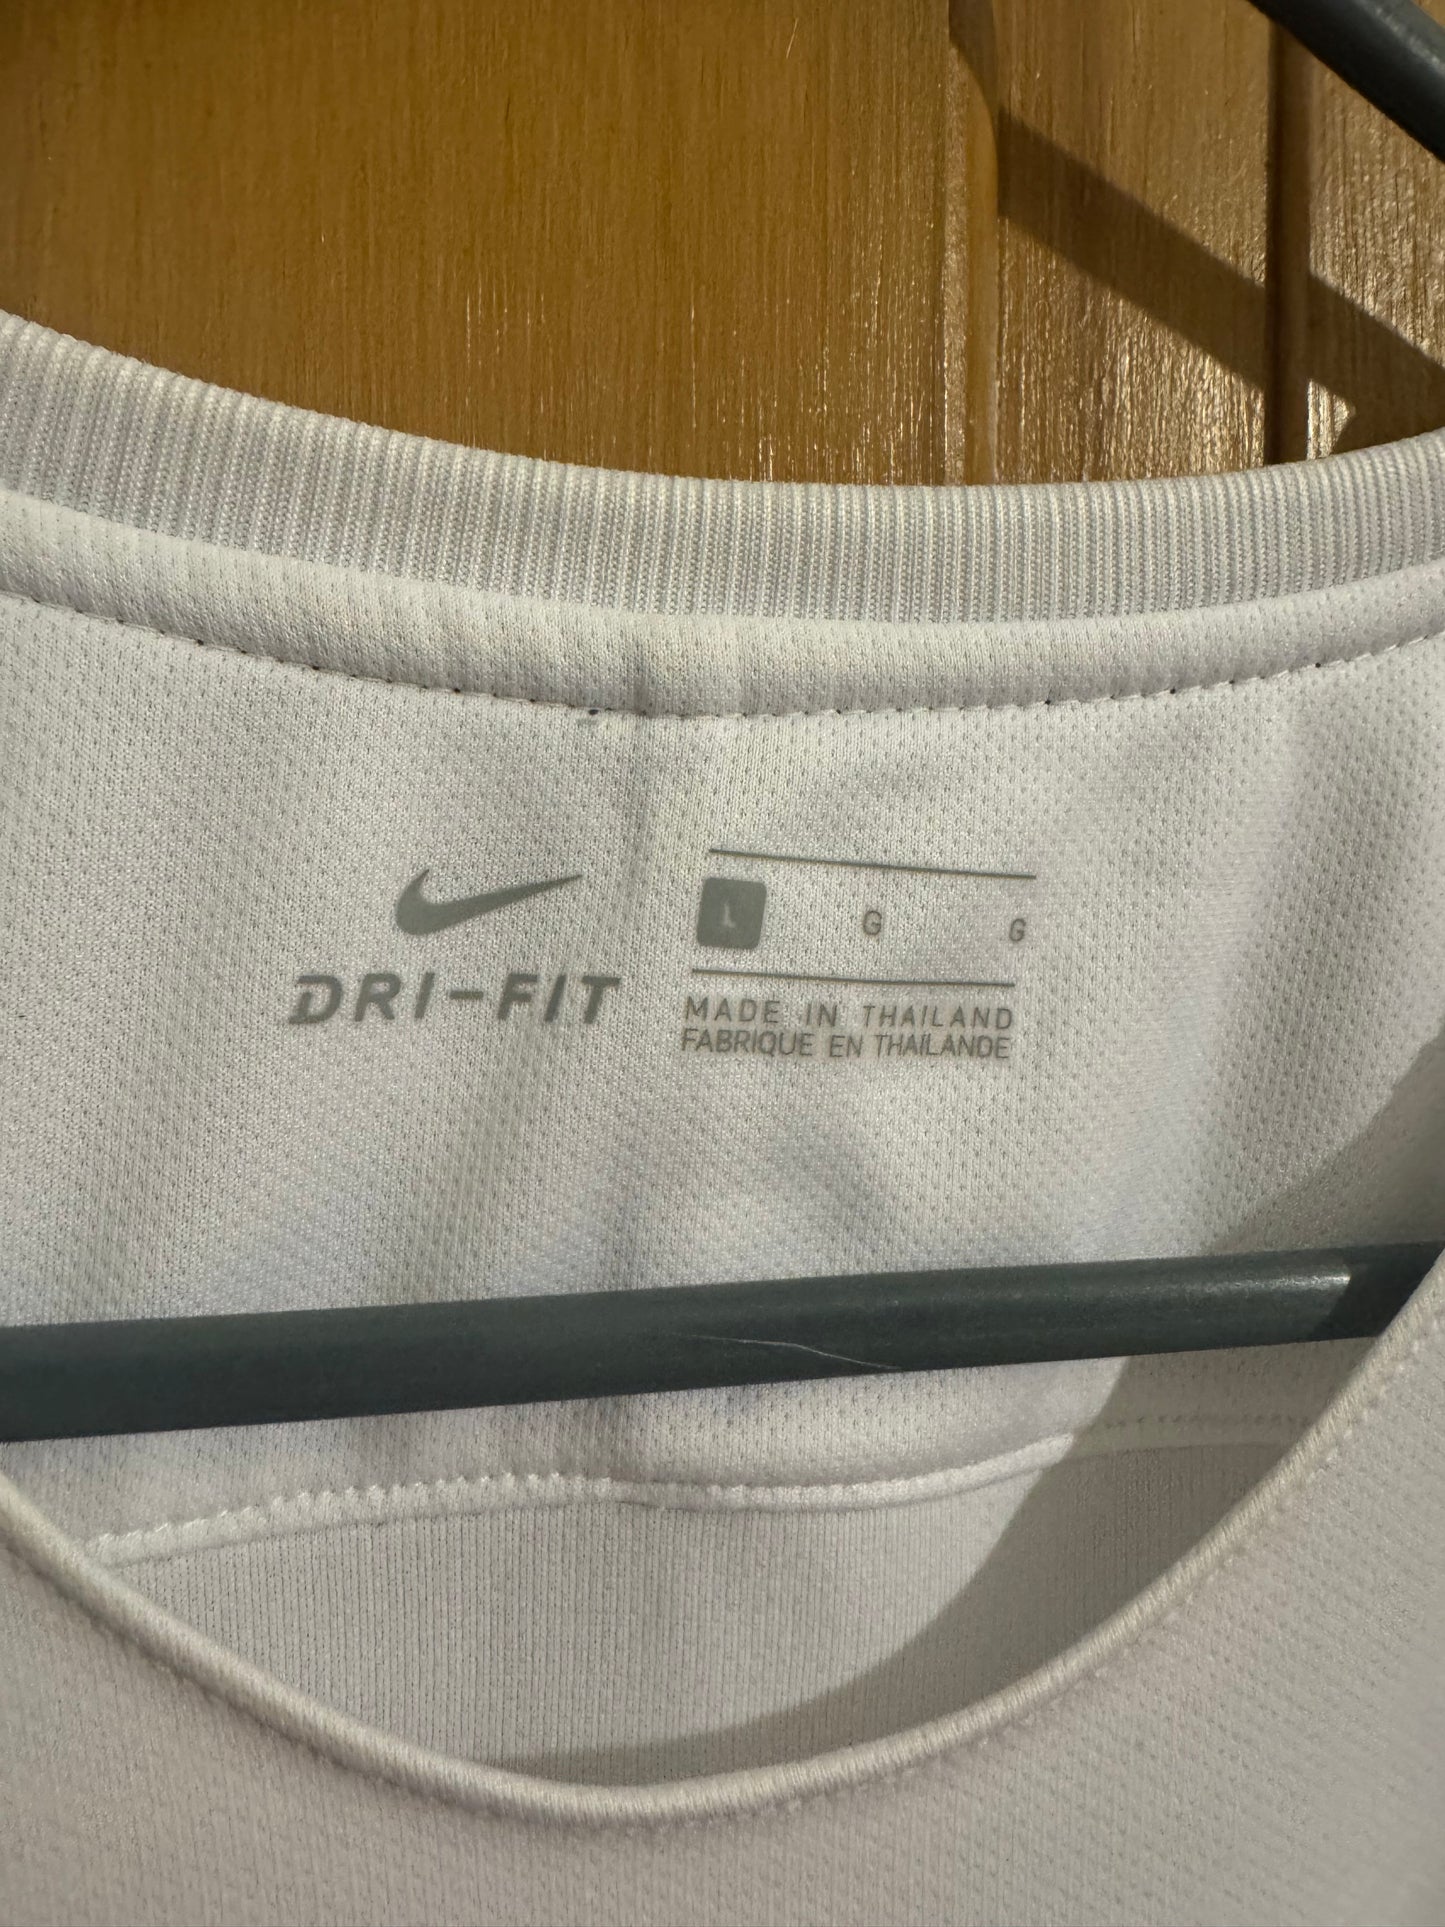 DRI-FIT
L G G
MADE IN THAILAND
FABRIQUE EN THAILANDE